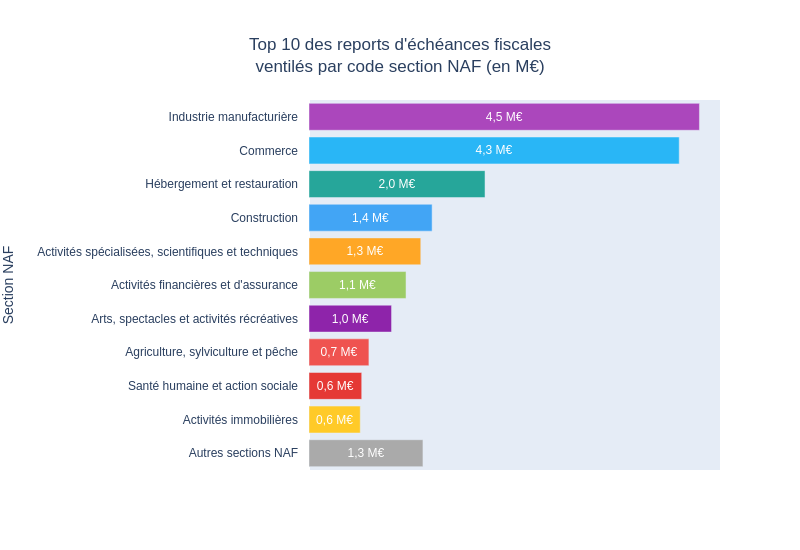 Top 10 des reports d'échéances fiscales
ventilés par code section NAF (en M€)
Section NAF
Industrie manufacturière 4,5 M€
Commerce 4,3 M€
Hébergement et restauration 2,0 M€
Construction 1,4 M€
Activités spécialisées, scientifiques et techniques 1,3 M€
Activités financières et d'assurance 1,1 M€
Arts, spectacles et activités récréatives 1,0 M€
Agriculture, sylviculture et pêche 0,7 M€
Santé humaine et action sociale 0,6 M€
Activités immobilières 0,6 M€
Autres sections NAF 1,3 M€